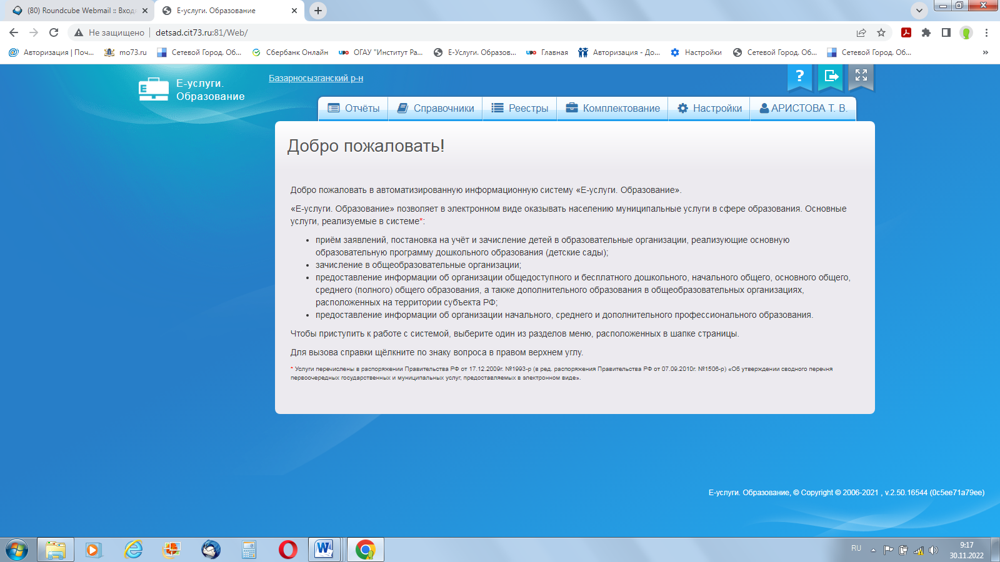 (80) Roundcube Webmail :: Входя
Е-услуги. Образование
Не защищено
detsad.cit73.ru:81/Web/
Авторизация | Поч...
mo73.ru
Сетевой Город. Об...
Сбербанк Онлайн
ОГАУ "Институт Ра...
Е-Услуги. Образов...
Главная
Авторизация - До...
Настройки
Сетевой Город. Об...
Сетевой Город. Об...
»
Е-услуги.
Образование
Базарносызганский р-н
?
Отчёты
Справочники
Реестры
Комплектование
Настройки
АРИСТОВА Т. В.
Добро пожаловать!
Добро пожаловать в автоматизированную информационную систему «Е-услуги. Образование».
«Е-услуги. Образование» позволяет в электронном виде оказывать населению муниципальные услуги в сфере образования. Основные
услуги, реализуемые в системе*:
• приём заявлений, постановка на учёт и зачисление детей в образовательные организации, реализующие основную
образовательную программу дошкольного образования (детские сады);
• зачисление в общеобразовательные организации;
• предоставление информации об организации общедоступного и бесплатного дошкольного, начального общего, основного общего,
среднего (полного) общего образования, а также дополнительного образования в общеобразовательных организациях,
расположенных на территории субъекта РФ;
• предоставление информации об организации начального, среднего и дополнительного профессионального образования.
Чтобы приступить к работе с системой, выберите один из разделов меню, расположенных в шапке страницы.
Для вызова справки щёлкните по знаку вопроса в правом верхнем углу.
* Услуги перечислены в распоряжении Правительства РФ от 17.12.2009г. №1993-р (в ред. распоряжения Правительства РФ от 07.09.2010г. №1506-р) «Об утверждении сводного перечня
первоочередных государственных и муниципальных услуг, предоставляемых в электронном виде».
Е-услуги. Образование, © Copyright © 2006-2021 , v.2.50.16544 (0c5ee71a79ee)
RU
9:17
30.11.2022